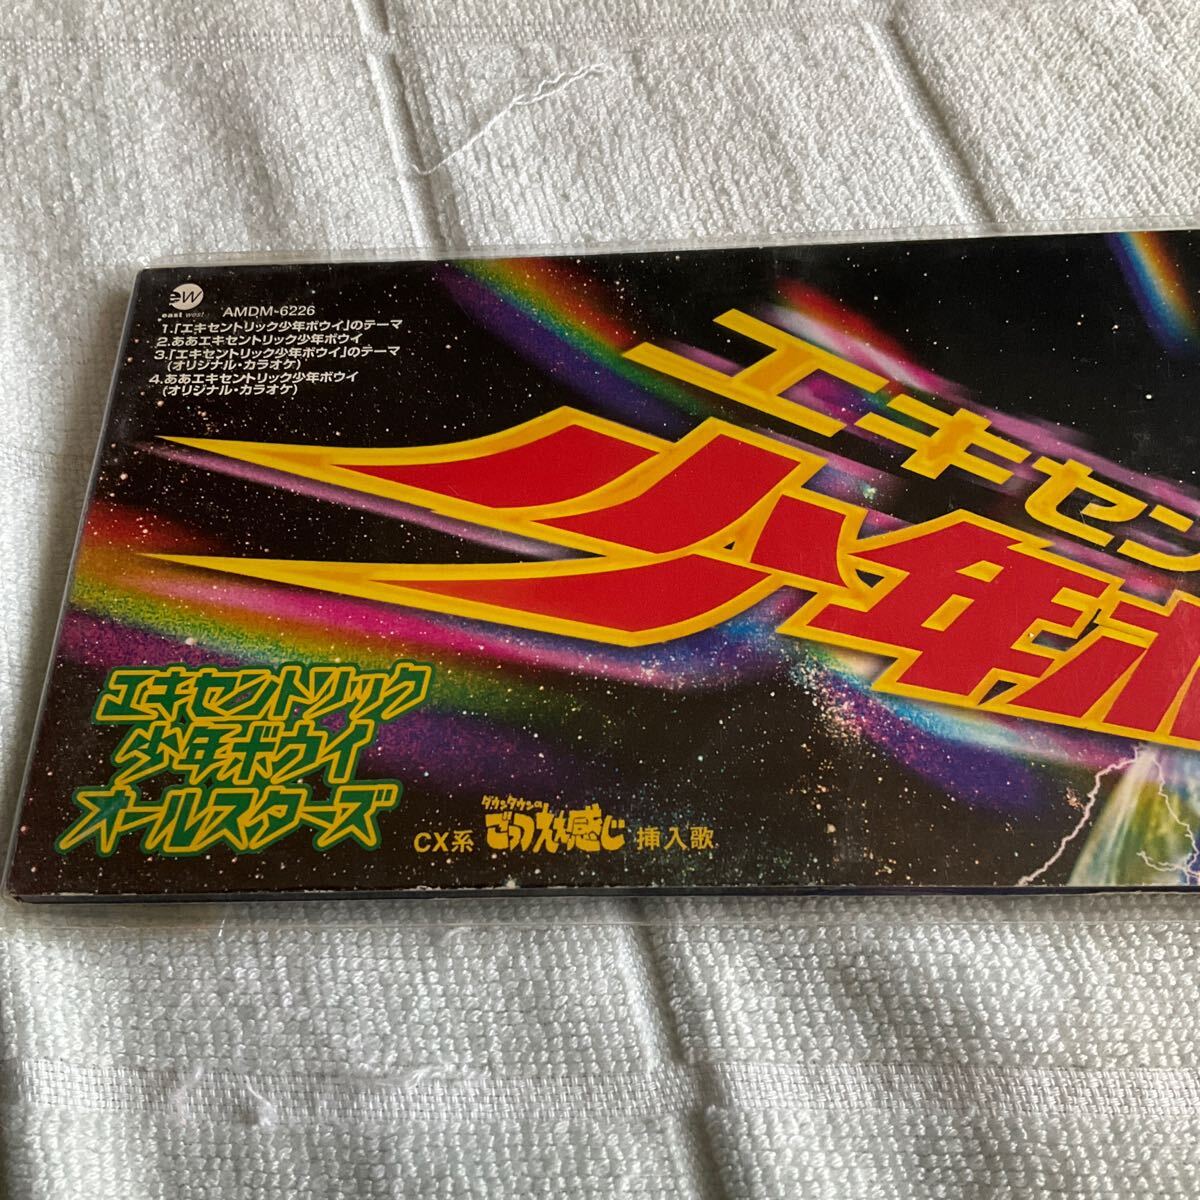 ew
east west
AMDM-6226
1.「エキセントリック少年ボウイ」のテーマ
2.ああエキセントリック少年ボウイ
3.「エキセントリック少年ボウイ」のテーマ
(オリジナル・カラオケ)
4.ああエキセントリック少年ボウイ
(オリジナル・カラオケ)
エキセン
少年ボ
エキセントリック
少年ボウイ
オールスターズ
CX系 ダウンタウンのごっつええ感じ 挿入歌